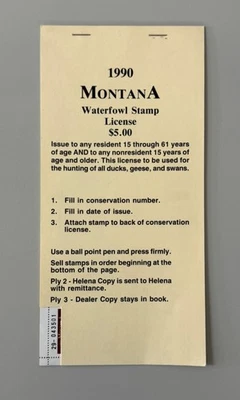 1990
MONTANA
Waterfowl Stamp
License
$5.00
Issue to any resident 15 through 61 years
of age AND to any nonresident 15 years of
age and older. This license to be used for
the hunting of all ducks, geese, and swans.
1. Fill in conservation number.
2. Fill in date of issue.
3. Attach stamp to back of conservation
license.
Use a ball point pen and press firmly.
Sell stamps in order beginning at the
bottom of the page.
Ply 2 - Helena Copy is sent to Helena
with remittance.
Ply 3 - Dealer Copy stays in book.
29-043501